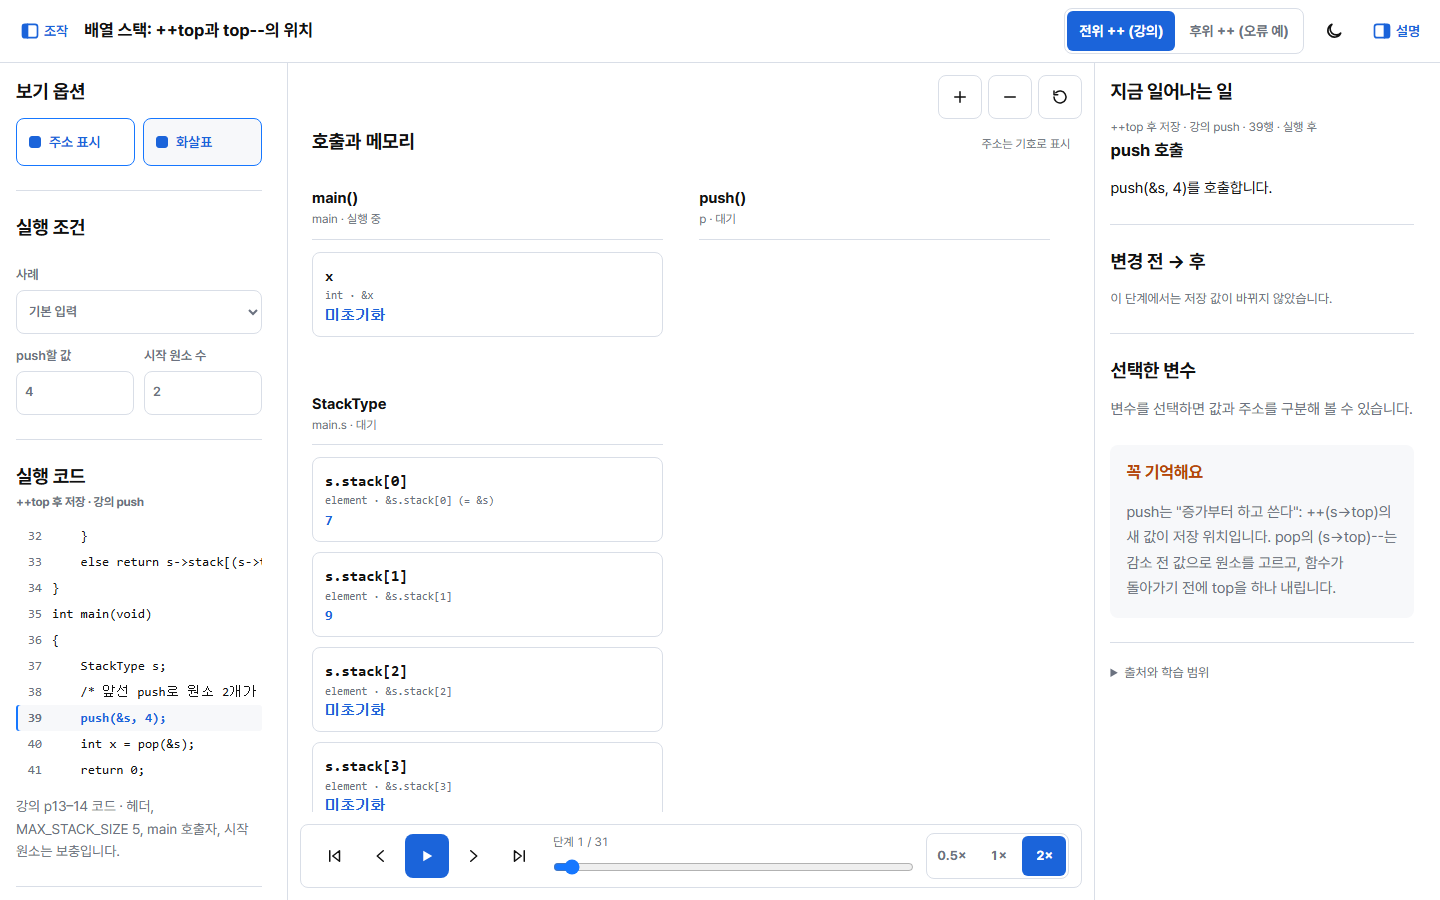 조작
배열 스택: ++top과 top--의 위치
전위 ++ (강의)
후위 ++ (오류 예)
설명
보기 옵션
주소 표시
화살표
실행 조건
사례
기본 입력
push할 값
시작 원소 수
4
2
실행 코드
++top 후 저장 · 강의 push
32 }
33 else return s->stack[(s->t
34 }
35 int main(void)
36 {
37 StackType s;
38 /* 앞선 push로 원소 2개가
39 push(&s, 4);
40 int x = pop(&s);
41 return 0;
강의 p13–14 코드 · 헤더,
MAX_STACK_SIZE 5, main 호출자, 시작
원소는 보충입니다.
호출과 메모리
주소는 기호로 표시
main()
main · 실행 중
push()
p · 대기
x
int · &x
미초기화
StackType
main.s · 대기
s.stack[0]
element · &s.stack[0] (= &s)
7
s.stack[1]
element · &s.stack[1]
9
s.stack[2]
element · &s.stack[2]
미초기화
s.stack[3]
element · &s.stack[3]
미초기화
단계 1 / 31
0.5×
1×
2×
지금 일어나는 일
++top 후 저장 · 강의 push · 39행 · 실행 후
push 호출
push(&s, 4)를 호출합니다.
변경 전 → 후
이 단계에서는 저장 값이 바뀌지 않았습니다.
선택한 변수
변수를 선택하면 값과 주소를 구분해 볼 수 있습니다.
꼭 기억해요
push는 "증가부터 하고 쓴다": ++(s→top)의
새 값이 저장 위치입니다. pop의 (s→top)--는
감소 전 값으로 원소를 고르고, 함수가
돌아가기 전에 top을 하나 내립니다.
▶ 출처와 학습 범위